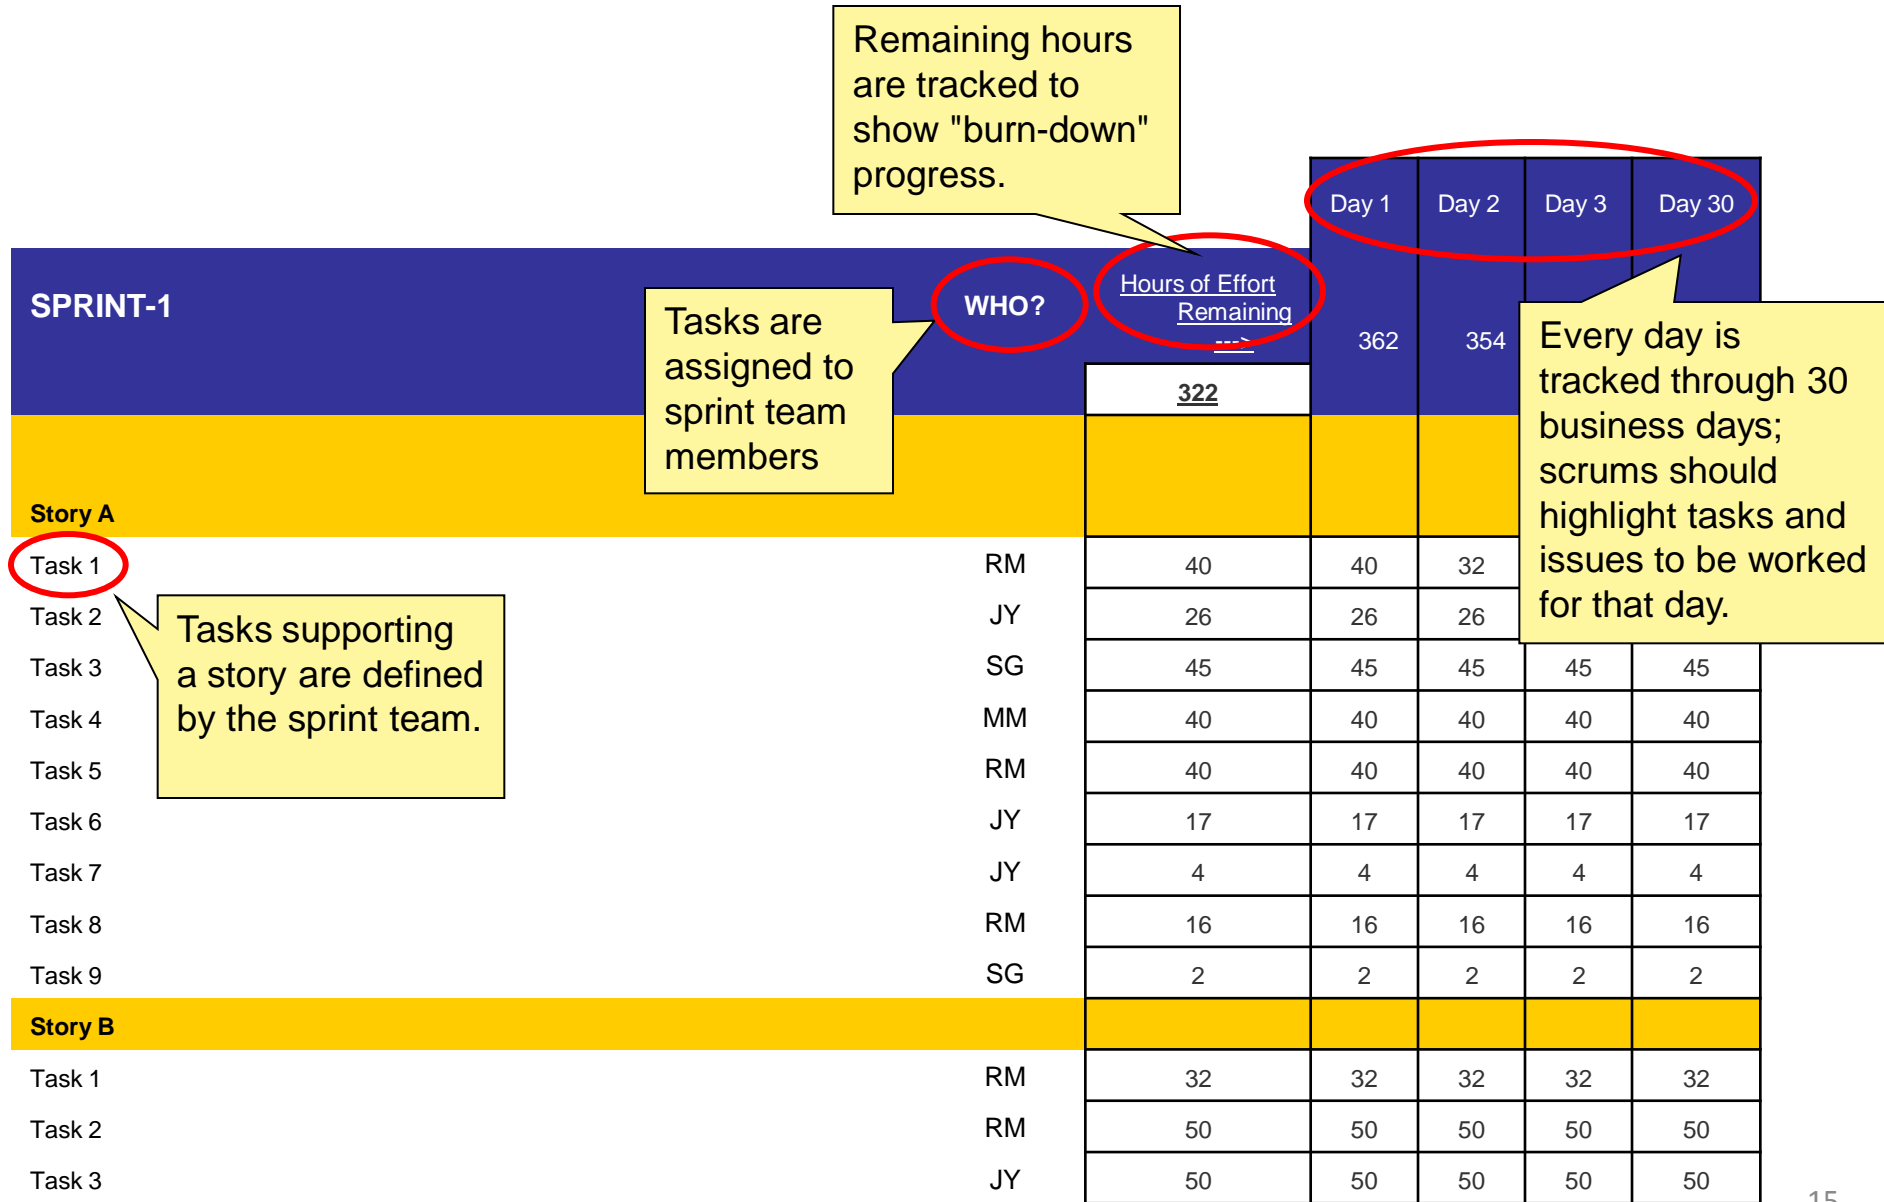 Remaining hours
are tracked to
show "burn-down"
progress.
Day 1 Day 2 Day 3 Day 30
SPRINT-1 WHO? Hours of Effort
Remaining
--->
362 354
322
Tasks are
assigned to
sprint team
members
Every day is
tracked through 30
business days;
scrums should
highlight tasks and
issues to be worked
for that day.
Story A
Task 1 RM 40 40 32
Task 2 JY 26 26 26
Tasks supporting
a story are defined
by the sprint team.
Task 3 SG 45 45 45 45 45
Task 4 MM 40 40 40 40 40
Task 5 RM 40 40 40 40 40
Task 6 JY 17 17 17 17 17
Task 7 JY 4 4 4 4 4
Task 8 RM 16 16 16 16 16
Task 9 SG 2 2 2 2 2
Story B
Task 1 RM 32 32 32 32 32
Task 2 RM 50 50 50 50 50
Task 3 JY 50 50 50 50 50
15